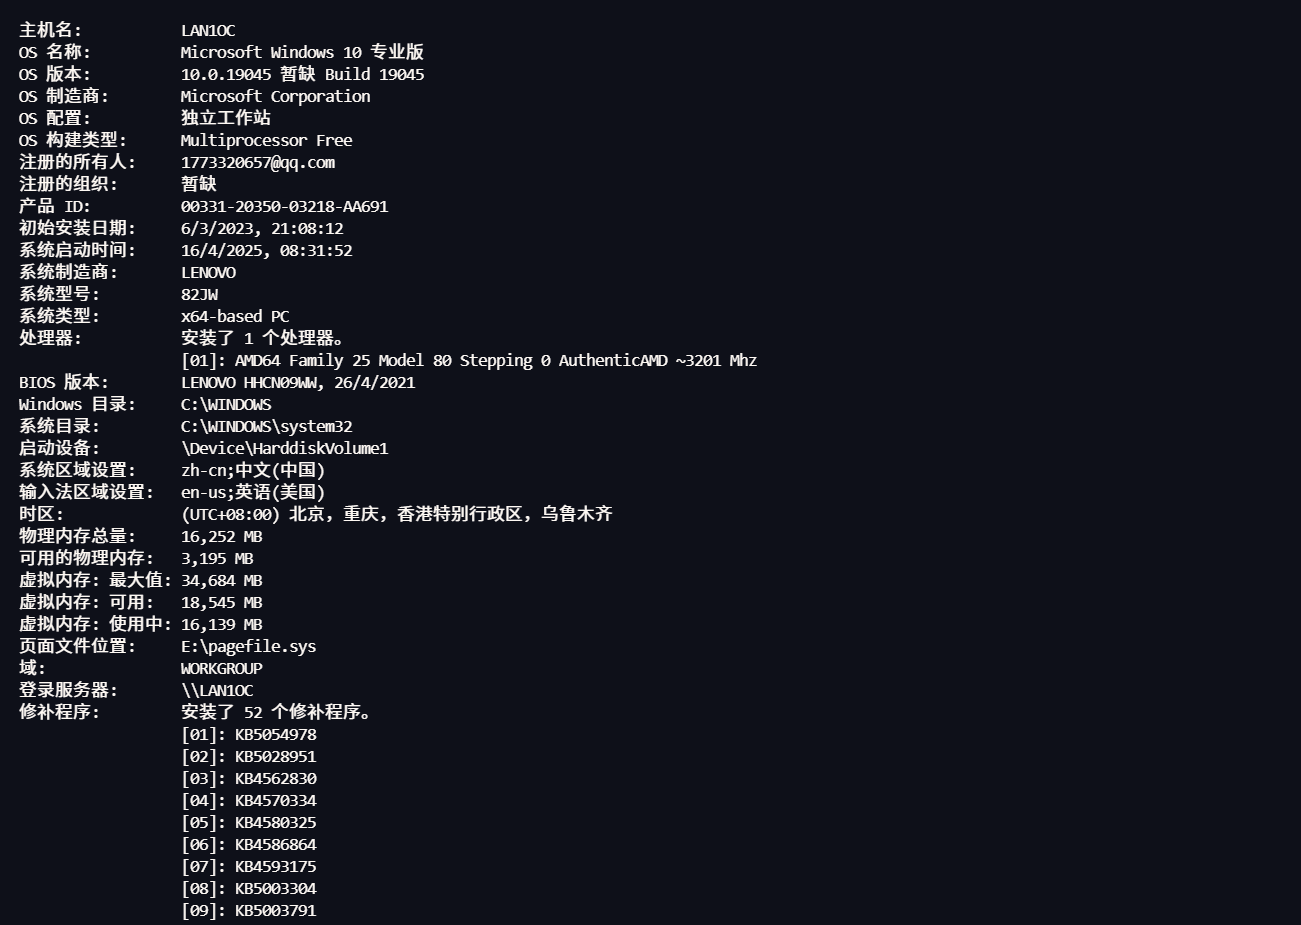 主机名:           LAN1OC
OS 名称:          Microsoft Windows 10 专业版
OS 版本:          10.0.19045 暂缺 Build 19045
OS 制造商:        Microsoft Corporation
OS 配置:          独立工作站
OS 构建类型:      Multiprocessor Free
注册的所有人:     1773320657@qq.com
注册的组织:       暂缺
产品 ID:          00331-20350-03218-AA691
初始安装日期:     6/3/2023, 21:08:12
系统启动时间:     16/4/2025, 08:31:52
系统制造商:       LENOVO
系统型号:         82JW
系统类型:         x64-based PC
处理器:           安装了 1 个处理器。
                  [01]: AMD64 Family 25 Model 80 Stepping 0 AuthenticAMD ~3201 Mhz
BIOS 版本:        LENOVO HHCN09WW, 26/4/2021
Windows 目录:     C:\WINDOWS
系统目录:         C:\WINDOWS\system32
启动设备:         \Device\HarddiskVolume1
系统区域设置:     zh-cn;中文(中国)
输入法区域设置:   en-us;英语(美国)
时区:             (UTC+08:00) 北京，重庆，香港特别行政区，乌鲁木齐
物理内存总量:     16,252 MB
可用的物理内存:   3,195 MB
虚拟内存: 最大值: 34,684 MB
虚拟内存: 可用:   18,545 MB
虚拟内存: 使用中: 16,139 MB
页面文件位置:     E:\pagefile.sys
域:               WORKGROUP
登录服务器:       \\LAN1OC
修补程序:         安装了 52 个修补程序。
                  [01]: KB5054978
                  [02]: KB5028951
                  [03]: KB4562830
                  [04]: KB4570334
                  [05]: KB4580325
                  [06]: KB4586864
                  [07]: KB4593175
                  [08]: KB5003304
                  [09]: KB5003791